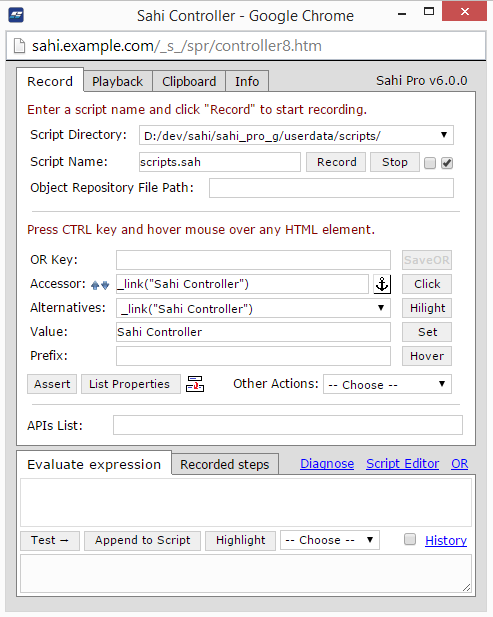 Sahi Controller - Google Chrome
sahi.example.com/_s_/spr/controller8.htm
Record Playback Clipboard Info Sahi Pro v6.0.0
Enter a script name and click "Record" to start recording.
Script Directory: D:/dev/sahi/sahi_pro_g/userdata/scripts/
Script Name: scripts.sah Record Stop
Object Repository File Path:
Press CTRL key and hover mouse over any HTML element.
OR Key: SaveOR
Accessor: _link("Sahi Controller") Click
Alternatives: _link("Sahi Controller") Hilight
Value: Sahi Controller Set
Prefix: Hover
Assert List Properties Other Actions: -- Choose --
APIs List:
Evaluate expression Recorded steps Diagnose Script Editor OR
Test → Append to Script Highlight -- Choose -- History